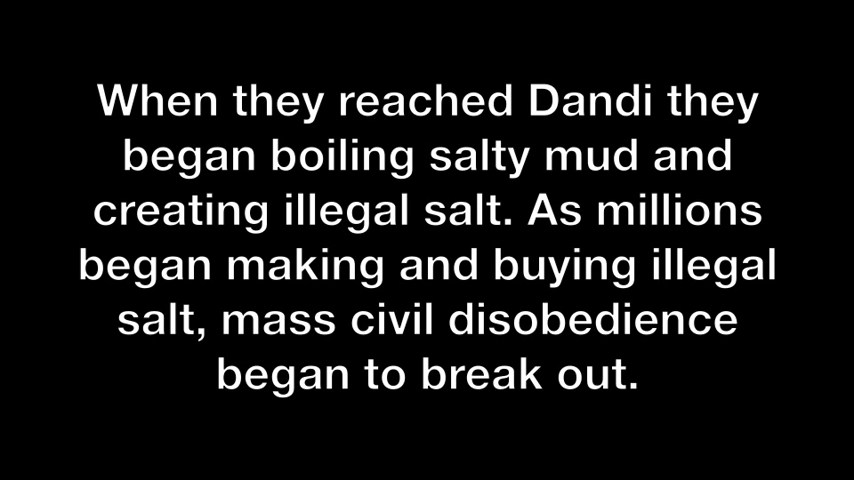 When they reached Dandi they
began boiling salty mud and
creating illegal salt. As millions
began making and buying illegal
salt, mass civil disobedience
began to break out.